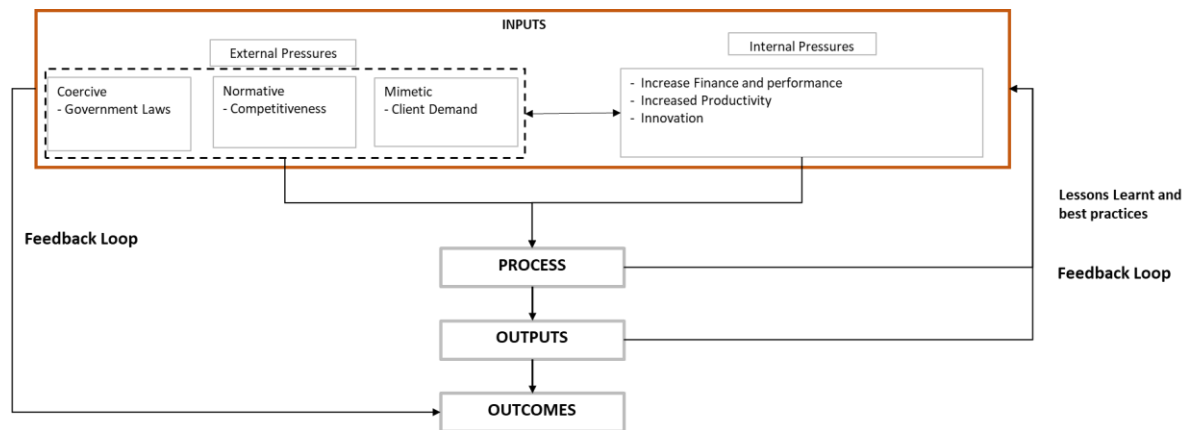 INPUTS
External Pressures
Internal Pressures
Coercive
- Government Laws
Normative
- Competitiveness
Mimetic
- Client Demand
- Increase Finance and performance
- Increased Productivity
- Innovation
Lessons Learnt and
best practices
Feedback Loop
PROCESS
Feedback Loop
OUTPUTS
OUTCOMES